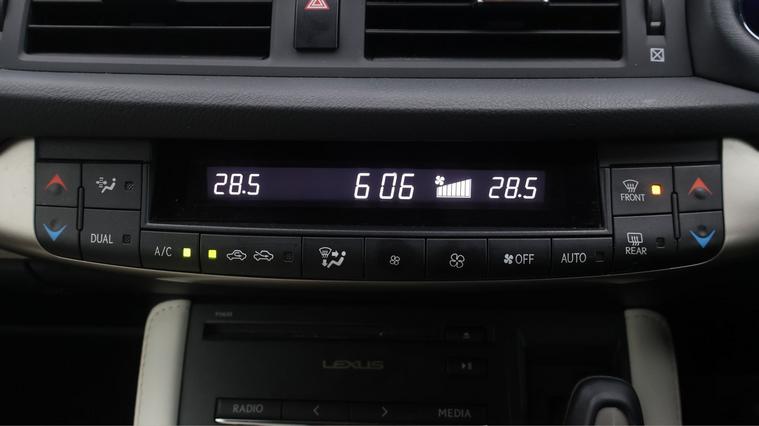 28.5 6 06 28.5
FRONT
DUAL
A/C
OFF
AUTO
REAR
LEXUS
RADIO
MEDIA